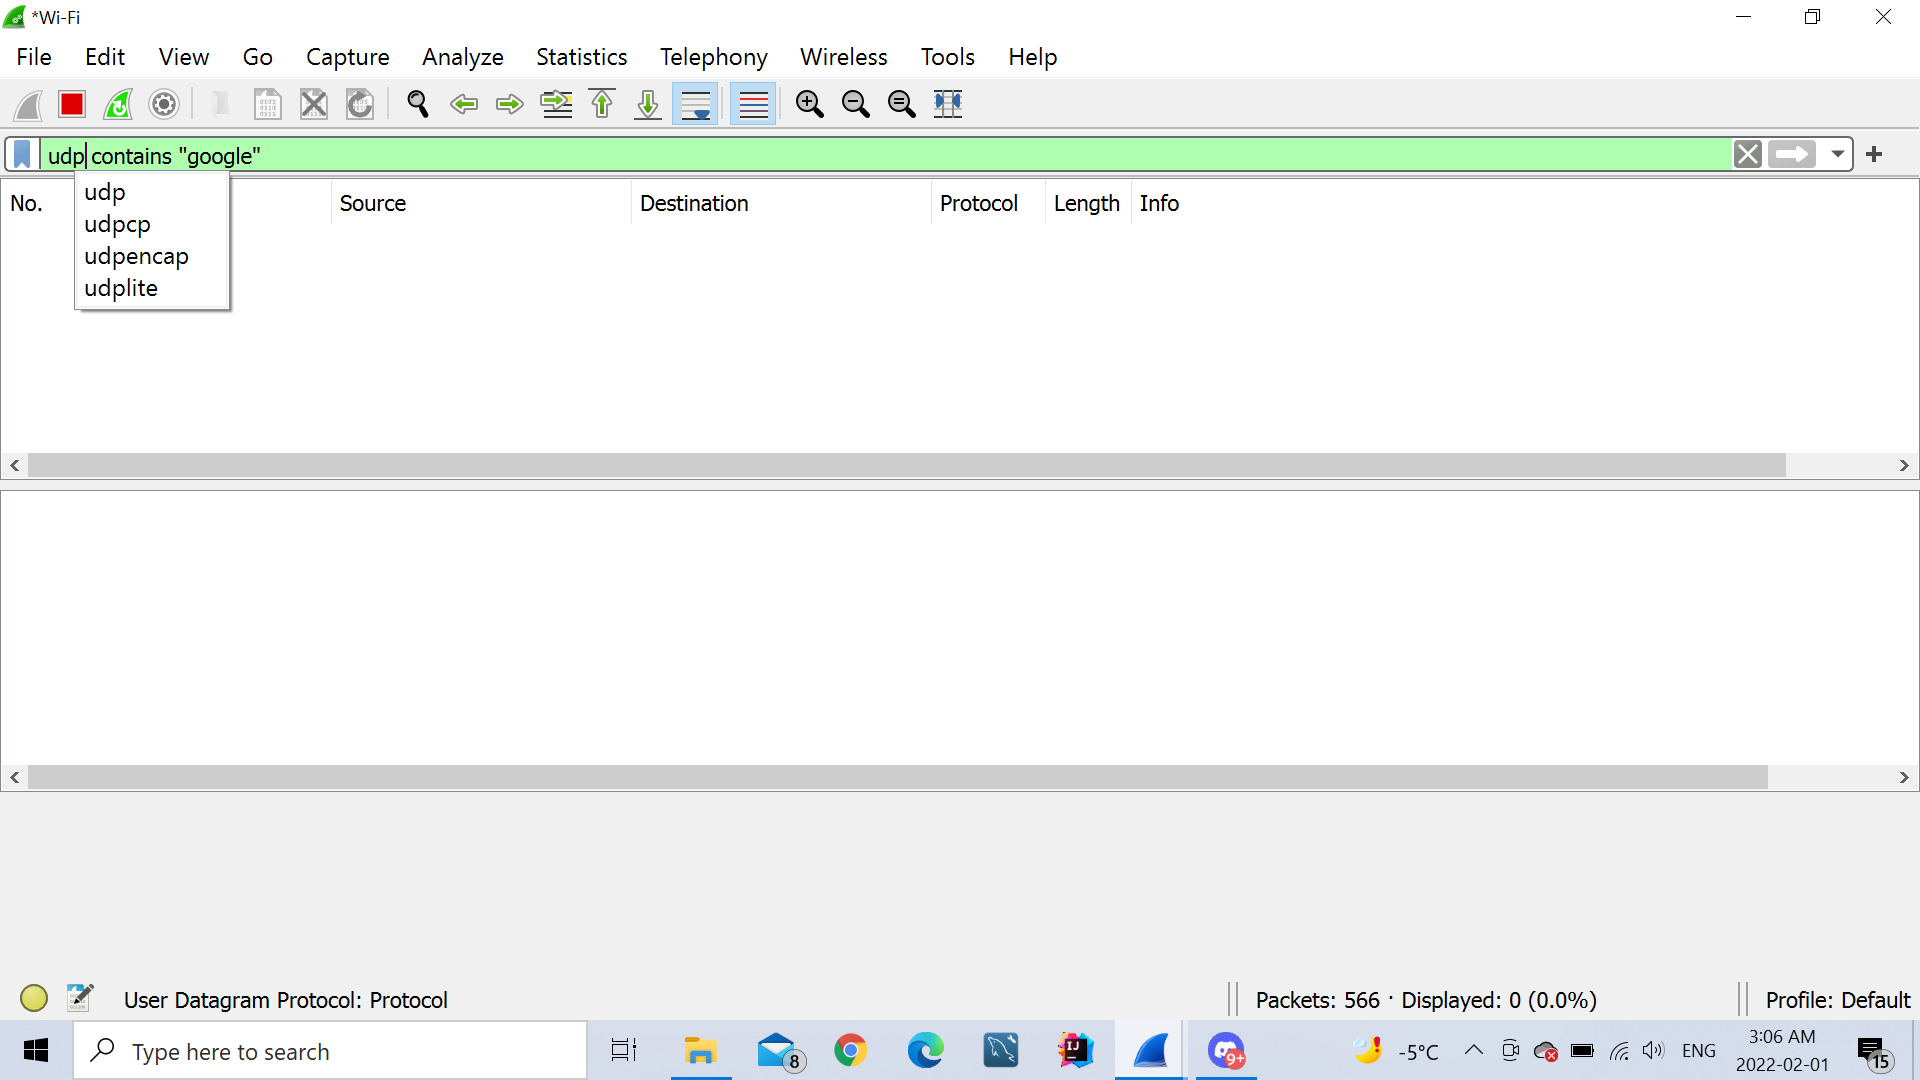 *Wi-Fi
File Edit View Go Capture Analyze Statistics Telephony Wireless Tools Help
udp contains "google"
No. Source Destination Protocol Length Info
udp
udpcp
udpencap
udplite
User Datagram Protocol: Protocol
Packets: 566 · Displayed: 0 (0.0%)
Profile: Default
Type here to search
8
IJ
9+
-5°C
ENG
3:06 AM
2022-02-01
15